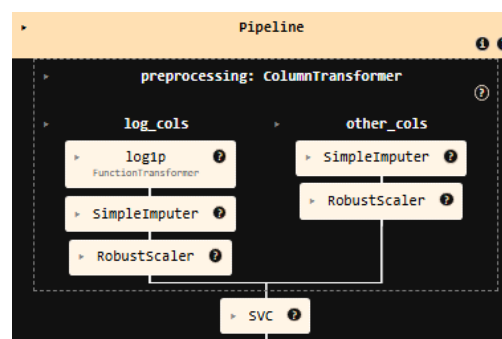 Pipeline
preprocessing: ColumnTransformer
log_cols
other_cols
log1p
FunctionTransformer
SimpleImputer
RobustScaler
SimpleImputer
RobustScaler
SVC